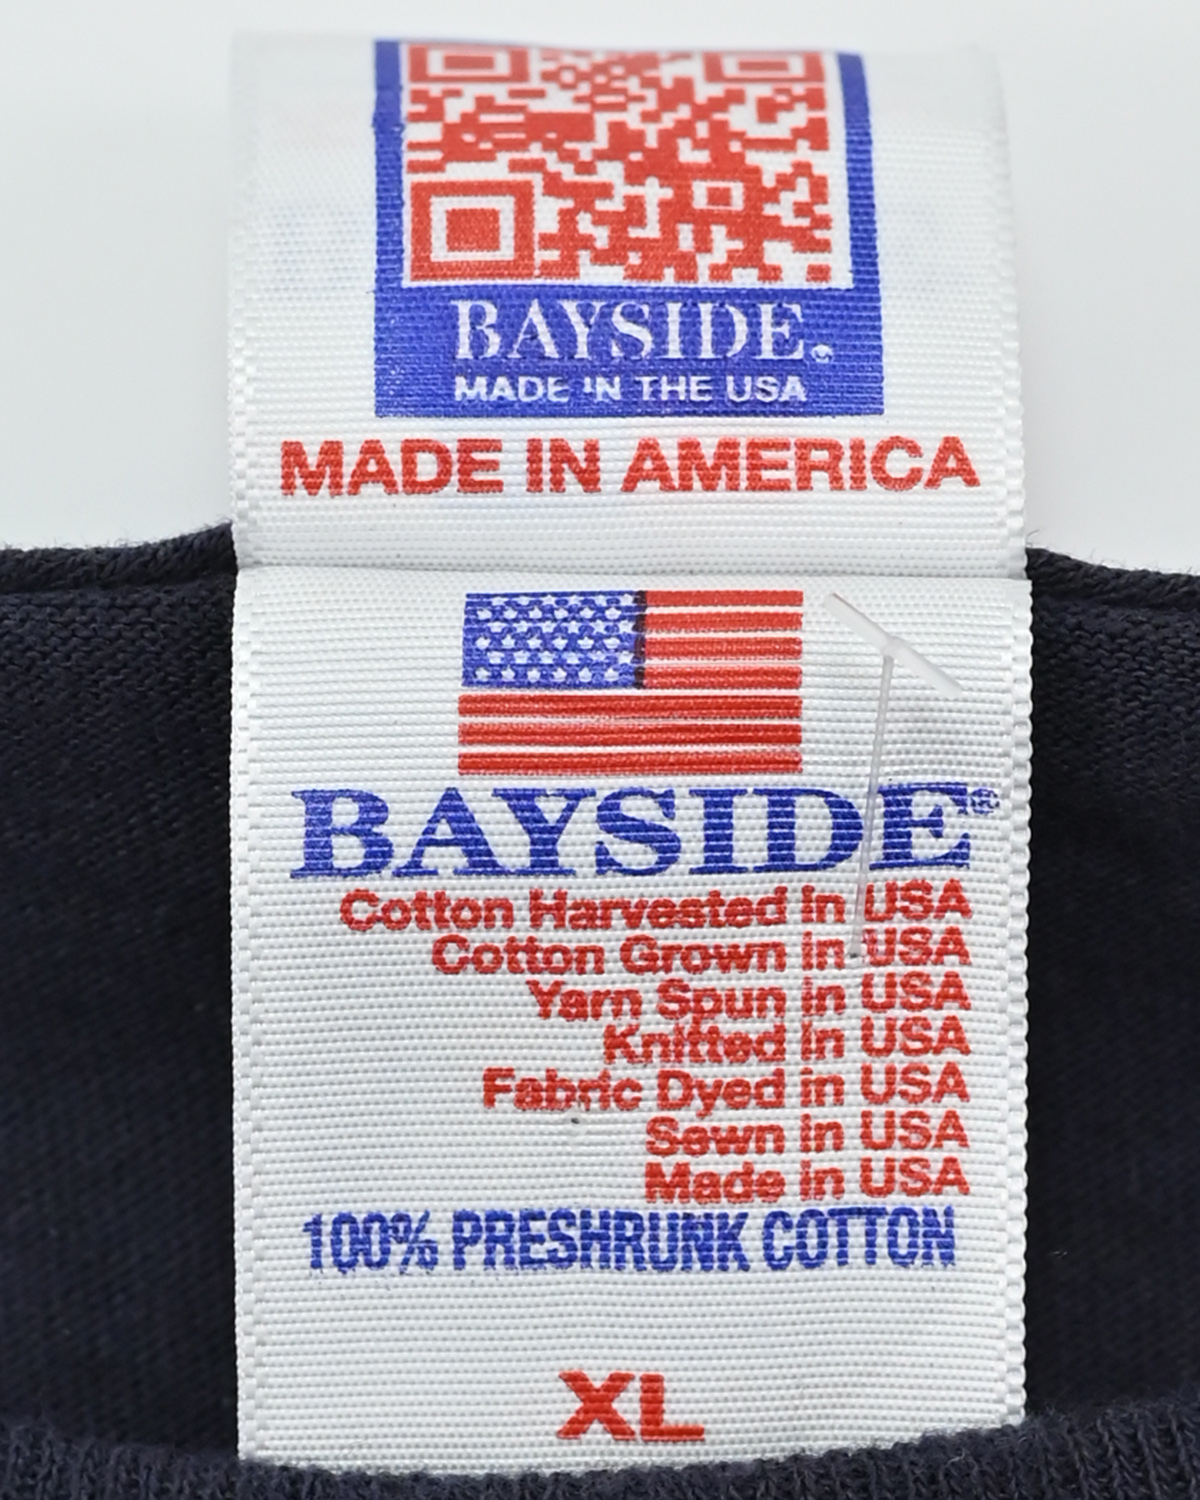 BAYSIDE®
MADE IN THE USA
MADE IN AMERICA
BAYSIDE®
Cotton Harvested in USA
Cotton Grown in USA
Yarn Spun in USA
Knitted in USA
Fabric Dyed in USA
Sewn in USA
Made in USA
100% PRESHRUNK COTTON
XL